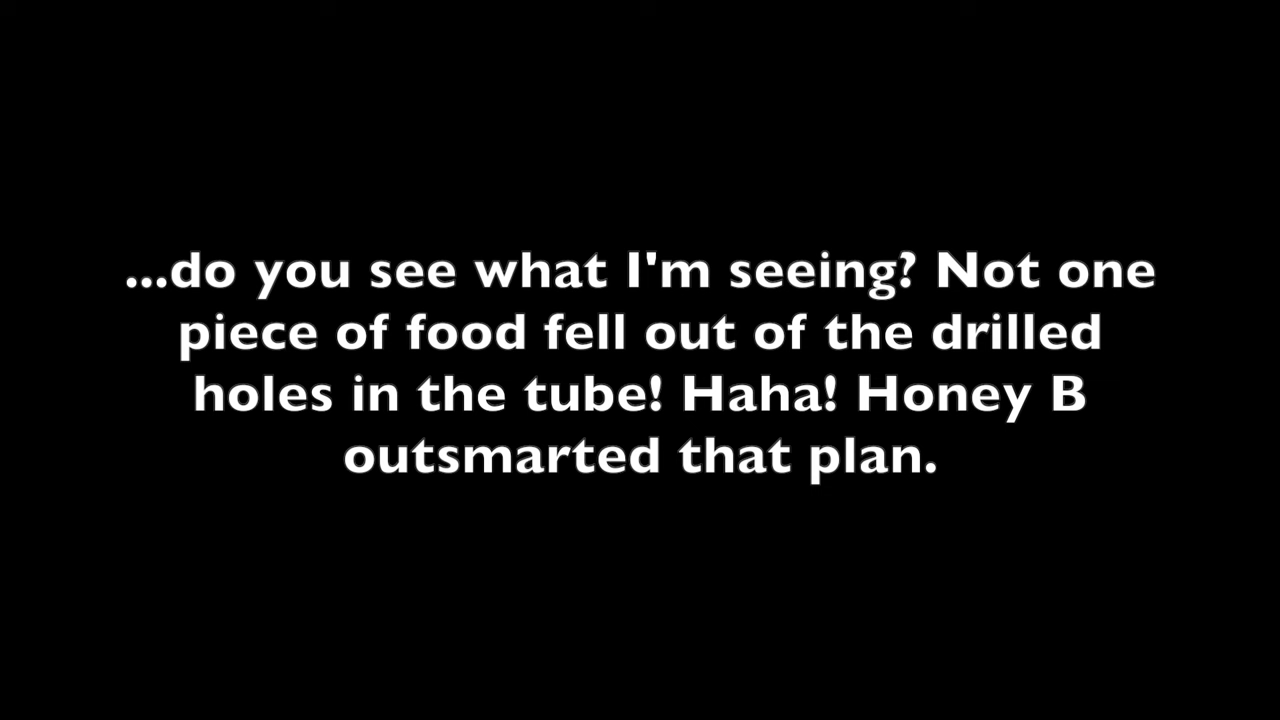 ...do you see what I'm seeing? Not one
piece of food fell out of the drilled
holes in the tube! Haha! Honey B
outsmarted that plan.